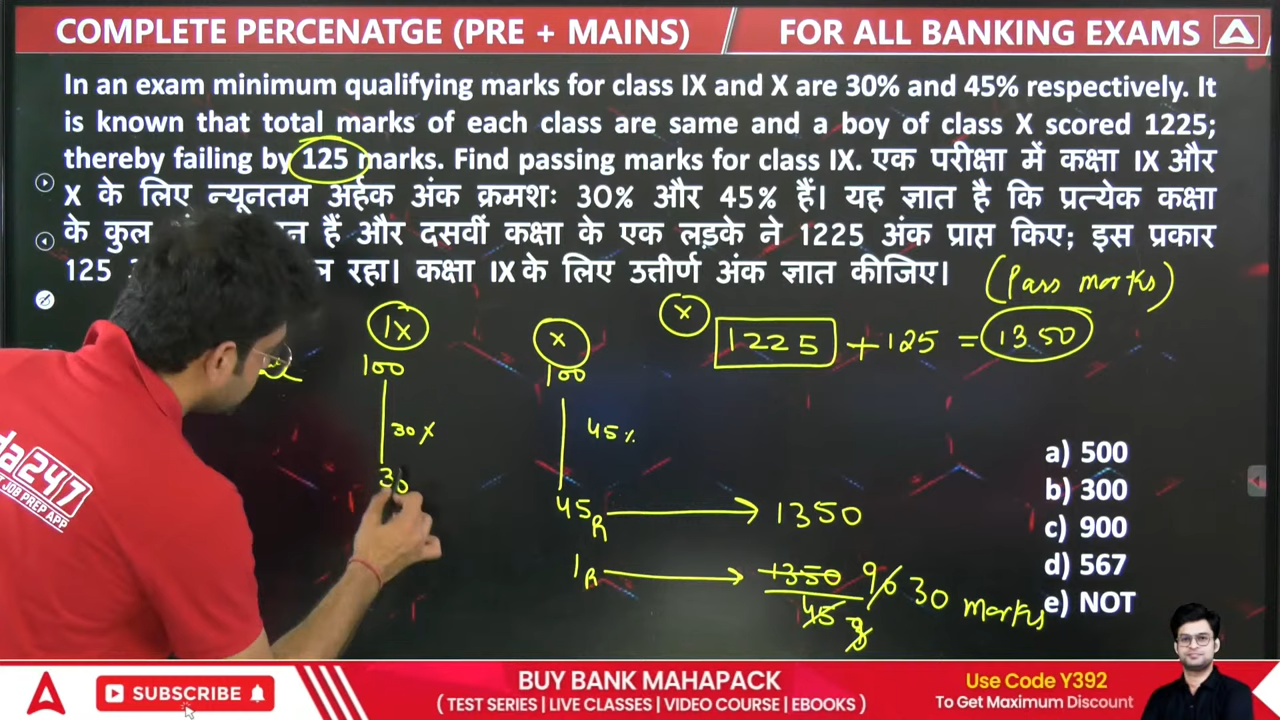 COMPLETE PERCENATGE (PRE + MAINS)
FOR ALL BANKING EXAMS
In an exam minimum qualifying marks for class IX and X are 30% and 45% respectively. It
is known that total marks of each class are same and a boy of class X scored 1225;
thereby failing by 125 marks. Find passing marks for class IX. एक परीक्षा में कक्षा IX और
X के लिए न्यूनतम अर्हक अंक क्रमशः 30% और 45% हैं। यह ज्ञात है कि प्रत्येक कक्षा
के कुल हैं और दसवीं कक्षा के एक लड़के ने 1225 अंक प्राप्त किए; इस प्रकार
125 रहा। कक्षा IX के लिए उत्तीर्ण अंक ज्ञात कीजिए।
(Pass marks)
IX
X
X
1225 + 125 = 1350
100
100
30%
45%
30
45R → 1350
1R → 1350/45 30 marks
a) 500
b) 300
c) 900
d) 567
e) NOT
247
JOB PREP APP
SUBSCRIBE
BUY BANK MAHAPACK
( TEST SERIES | LIVE CLASSES | VIDEO COURSE | EBOOKS )
Use Code Y392
To Get Maximum Discount